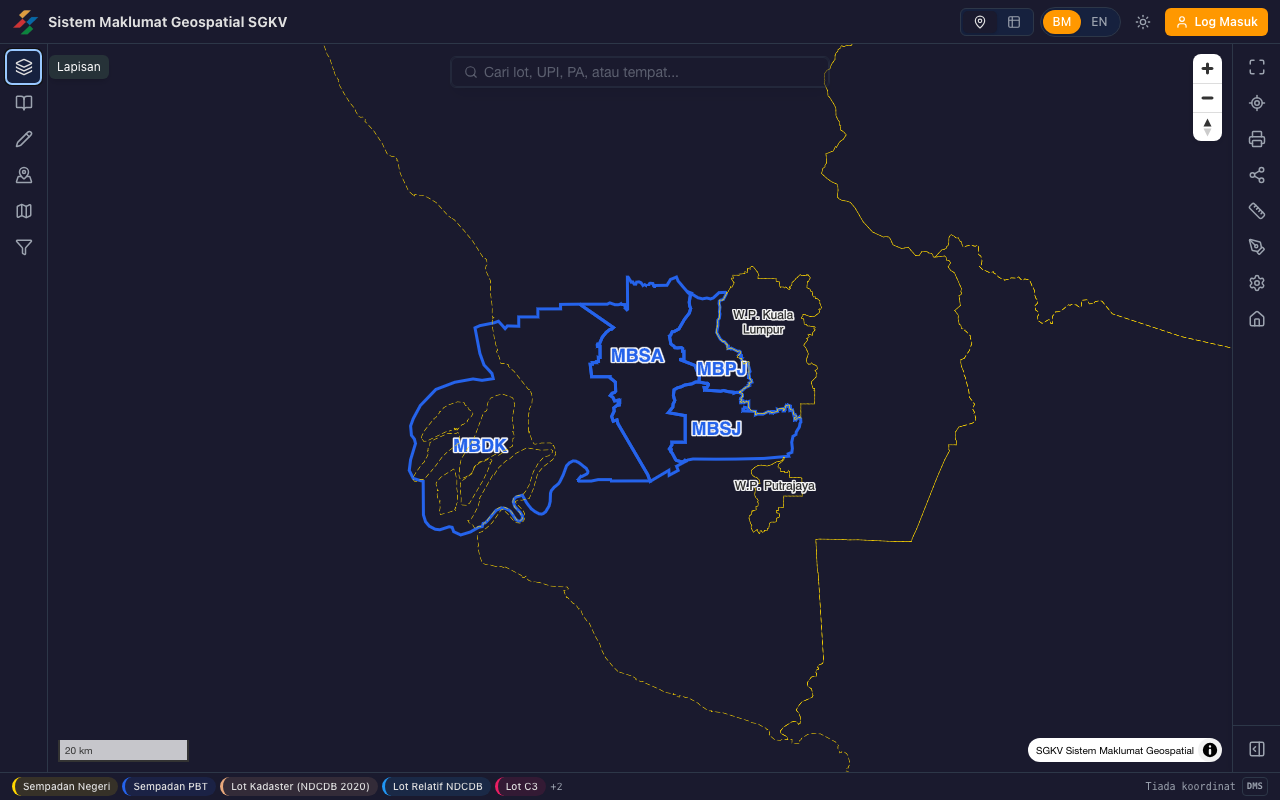 Sistem Maklumat Geospatial SGKV
BM
EN
Log Masuk
Lapisan
Cari lot, UPI, PA, atau tempat...
W.P. Kuala
Lumpur
MBSA
MBPJ
MBSJ
MBDK
W.P. Putrajaya
20 km
SGKV Sistem Maklumat Geospatial
Sempadan Negeri
Sempadan PBT
Lot Kadaster (NDCDB 2020)
Lot Relatif NDCDB
Lot C3
+2
Tiada koordinat
DMS